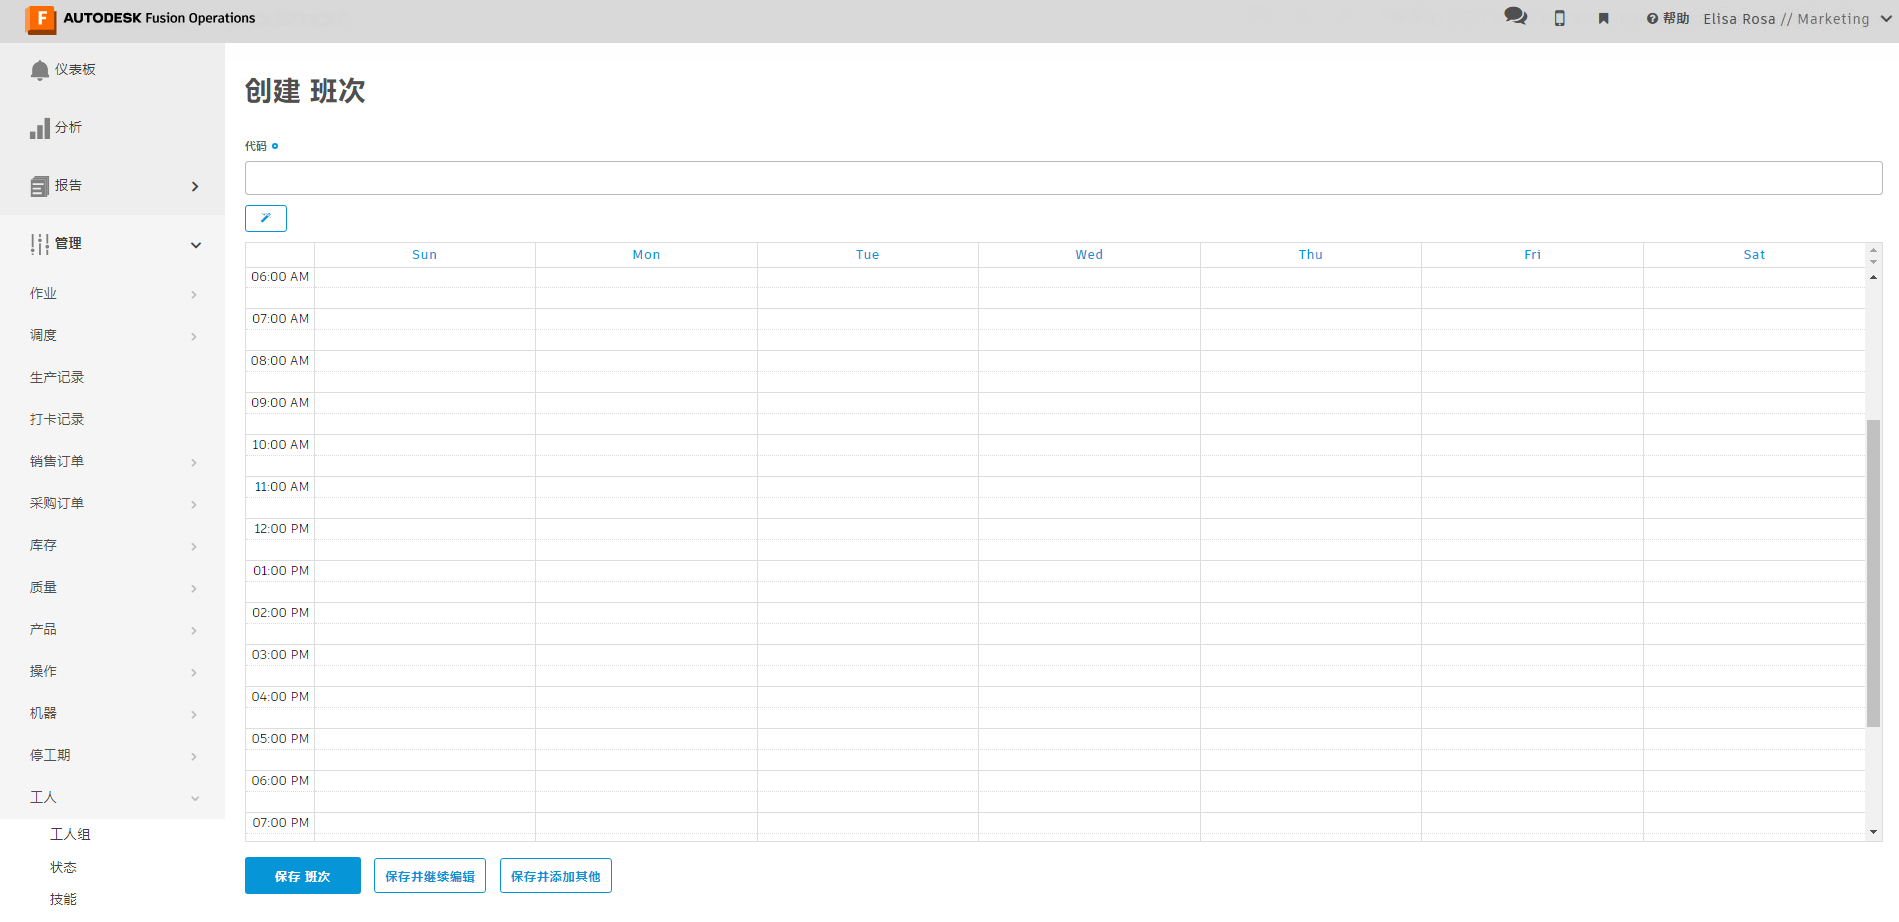 AUTODESK Fusion Operations
帮助
Elisa Rosa // Marketing
仪表板
分析
报告
管理
作业
调度
生产记录
打卡记录
销售订单
采购订单
库存
质量
产品
操作
机器
停工期
工人
工人组
状态
技能
创建 班次
代码
Sun Mon Tue Wed Thu Fri Sat
06:00 AM
07:00 AM
08:00 AM
09:00 AM
10:00 AM
11:00 AM
12:00 PM
01:00 PM
02:00 PM
03:00 PM
04:00 PM
05:00 PM
06:00 PM
07:00 PM
保存 班次 保存并继续编辑 保存并添加其他